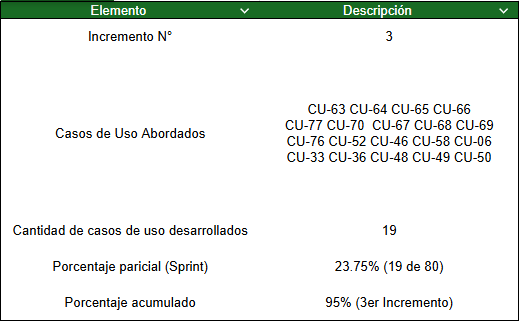 Elemento Descripción
Incremento N° 3
Casos de Uso Abordados
CU-63 CU-64 CU-65 CU-66
CU-77 CU-70 CU-67 CU-68 CU-69
CU-76 CU-52 CU-46 CU-58 CU-06
CU-33 CU-36 CU-48 CU-49 CU-50
Cantidad de casos de uso desarrollados 19
Porcentaje paricial (Sprint) 23.75% (19 de 80)
Porcentaje acumulado 95% (3er Incremento)